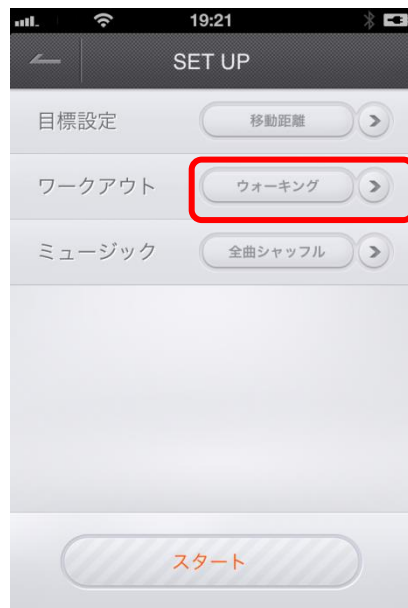 19:21
SET UP
目標設定 移動距離
ワークアウト ウォーキング
ミュージック 全曲シャッフル
スタート